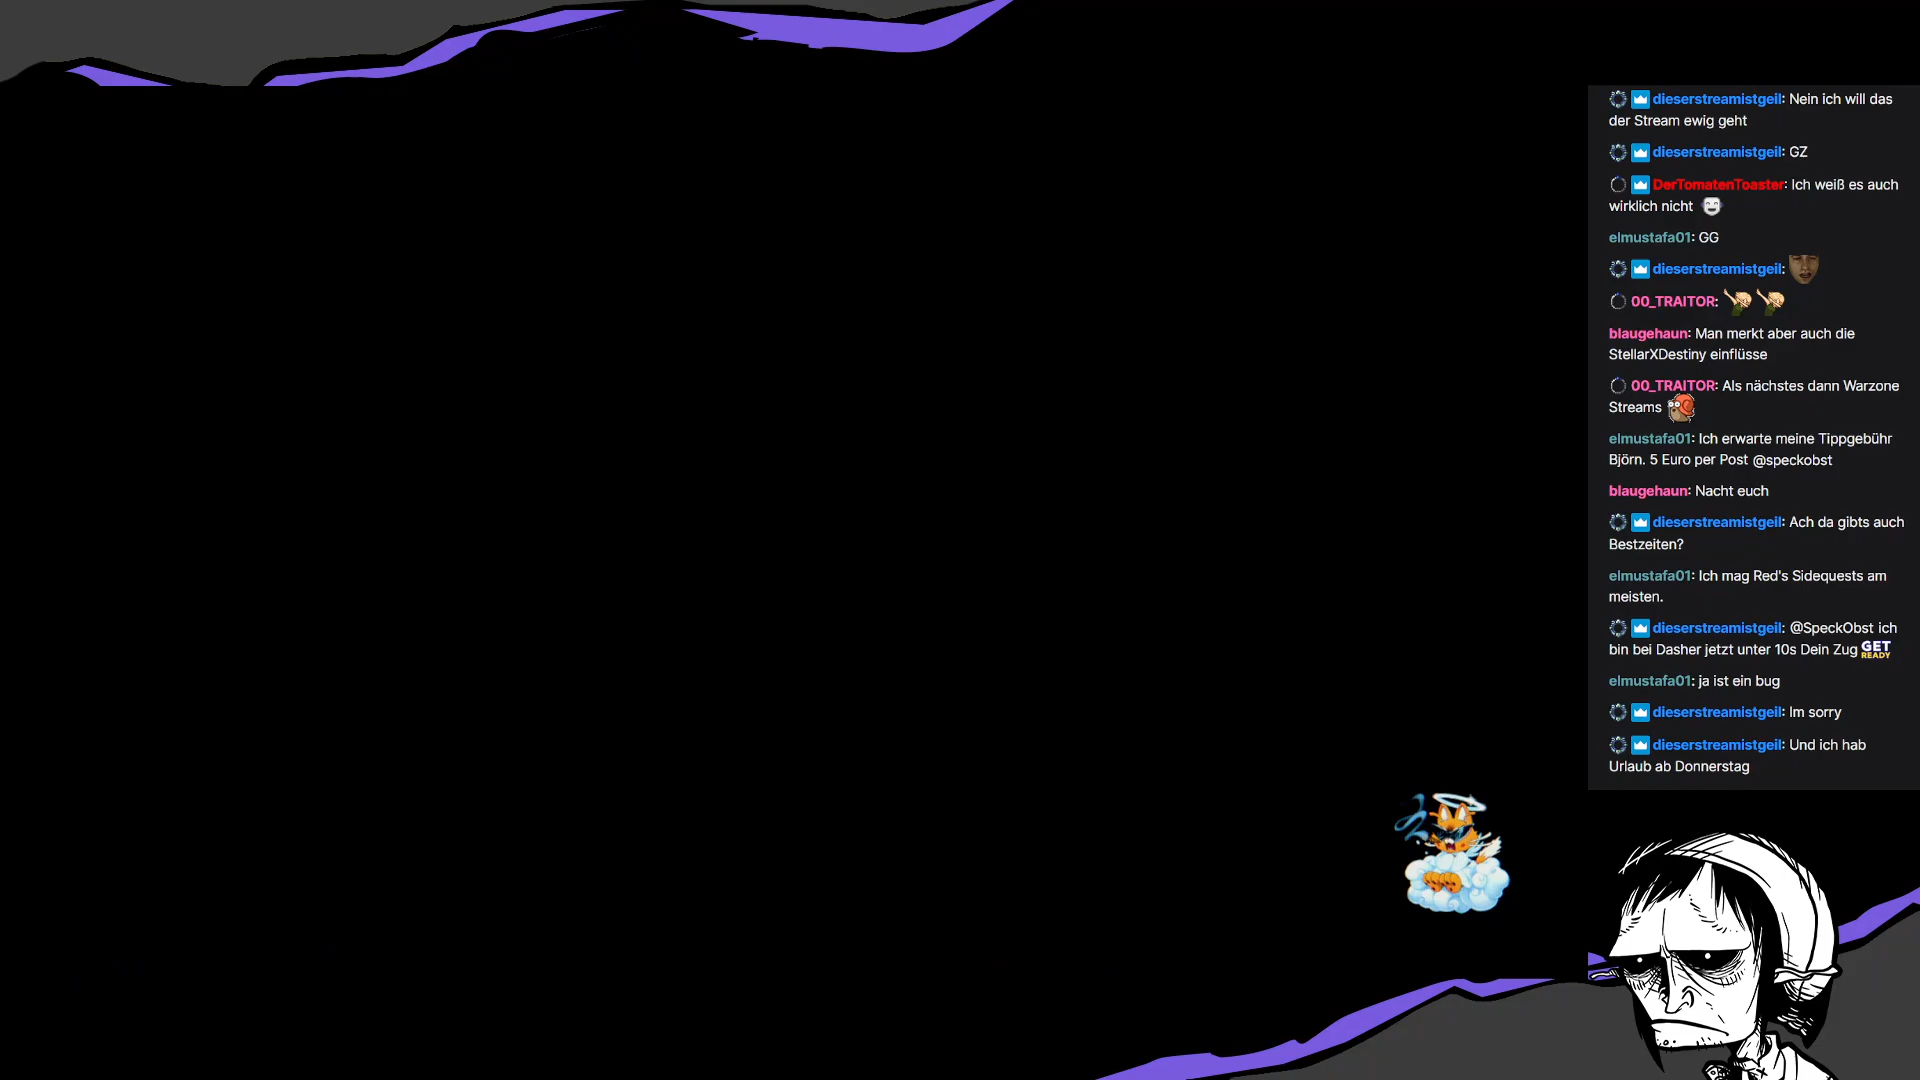 dieserstreamistgeil: Nein ich will das
der Stream ewig geht
dieserstreamistgeil: GZ
DerTomatenToaster: Ich weiß es auch
wirklich nicht
elmustafa01: GG
dieserstreamistgeil:
00_TRAITOR:
blaugehaun: Man merkt aber auch die
StellarXDestiny einflüsse
00_TRAITOR: Als nächstes dann Warzone
Streams
elmustafa01: Ich erwarte meine Tippgebühr
Björn. 5 Euro per Post @speckobst
blaugehaun: Nacht euch
dieserstreamistgeil: Ach da gibts auch
Bestzeiten?
elmustafa01: Ich mag Red's Sidequests am
meisten.
dieserstreamistgeil: @SpeckObst ich
bin bei Dasher jetzt unter 10s Dein Zug GET READY
elmustafa01: ja ist ein bug
dieserstreamistgeil: Im sorry
dieserstreamistgeil: Und ich hab
Urlaub ab Donnerstag